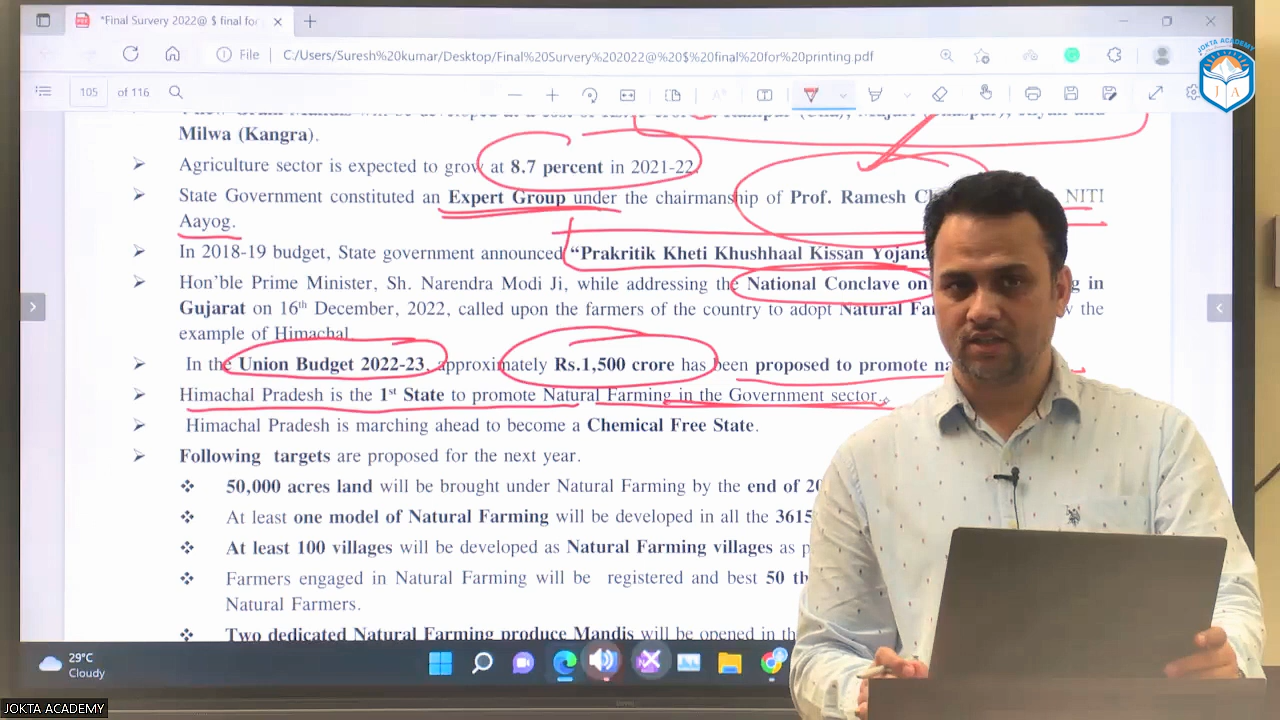 *Final Survery 2022@ $ final for
File
C:/Users/Suresh%20kumar/Desktop/Final%20Survery%202022@%20$%20final%20for%20printing.pdf
JOKTA ACADEMY
J A
105 of 116
Milwa (Kangra).
Agriculture sector is expected to grow at 8.7 percent in 2021-22.
State Government constituted an Expert Group under the chairmanship of Prof. Ramesh NITI
Aayog.
In 2018-19 budget, State government announced “Prakritik Kheti Khushhaal Kissan Yojana
Hon'ble Prime Minister, Sh. Narendra Modi Ji, while addressing the National Conclave on in
Gujarat on 16th December, 2022, called upon the farmers of the country to adopt Natural the
example of Himachal.
In the Union Budget 2022-23, approximately Rs.1,500 crore has been proposed to promote
Himachal Pradesh is the 1st State to promote Natural Farming in the Government sector.
Himachal Pradesh is marching ahead to become a Chemical Free State.
Following targets are proposed for the next year.
50,000 acres land will be brought under Natural Farming by the end of
At least one model of Natural Farming will be developed in all the 3615
At least 100 villages will be developed as Natural Farming villages as
Farmers engaged in Natural Farming will be registered and best 50
Natural Farmers.
Two dedicated Natural Farming produce Mandis will be opened in the
29°C
Cloudy
JOKTA ACADEMY